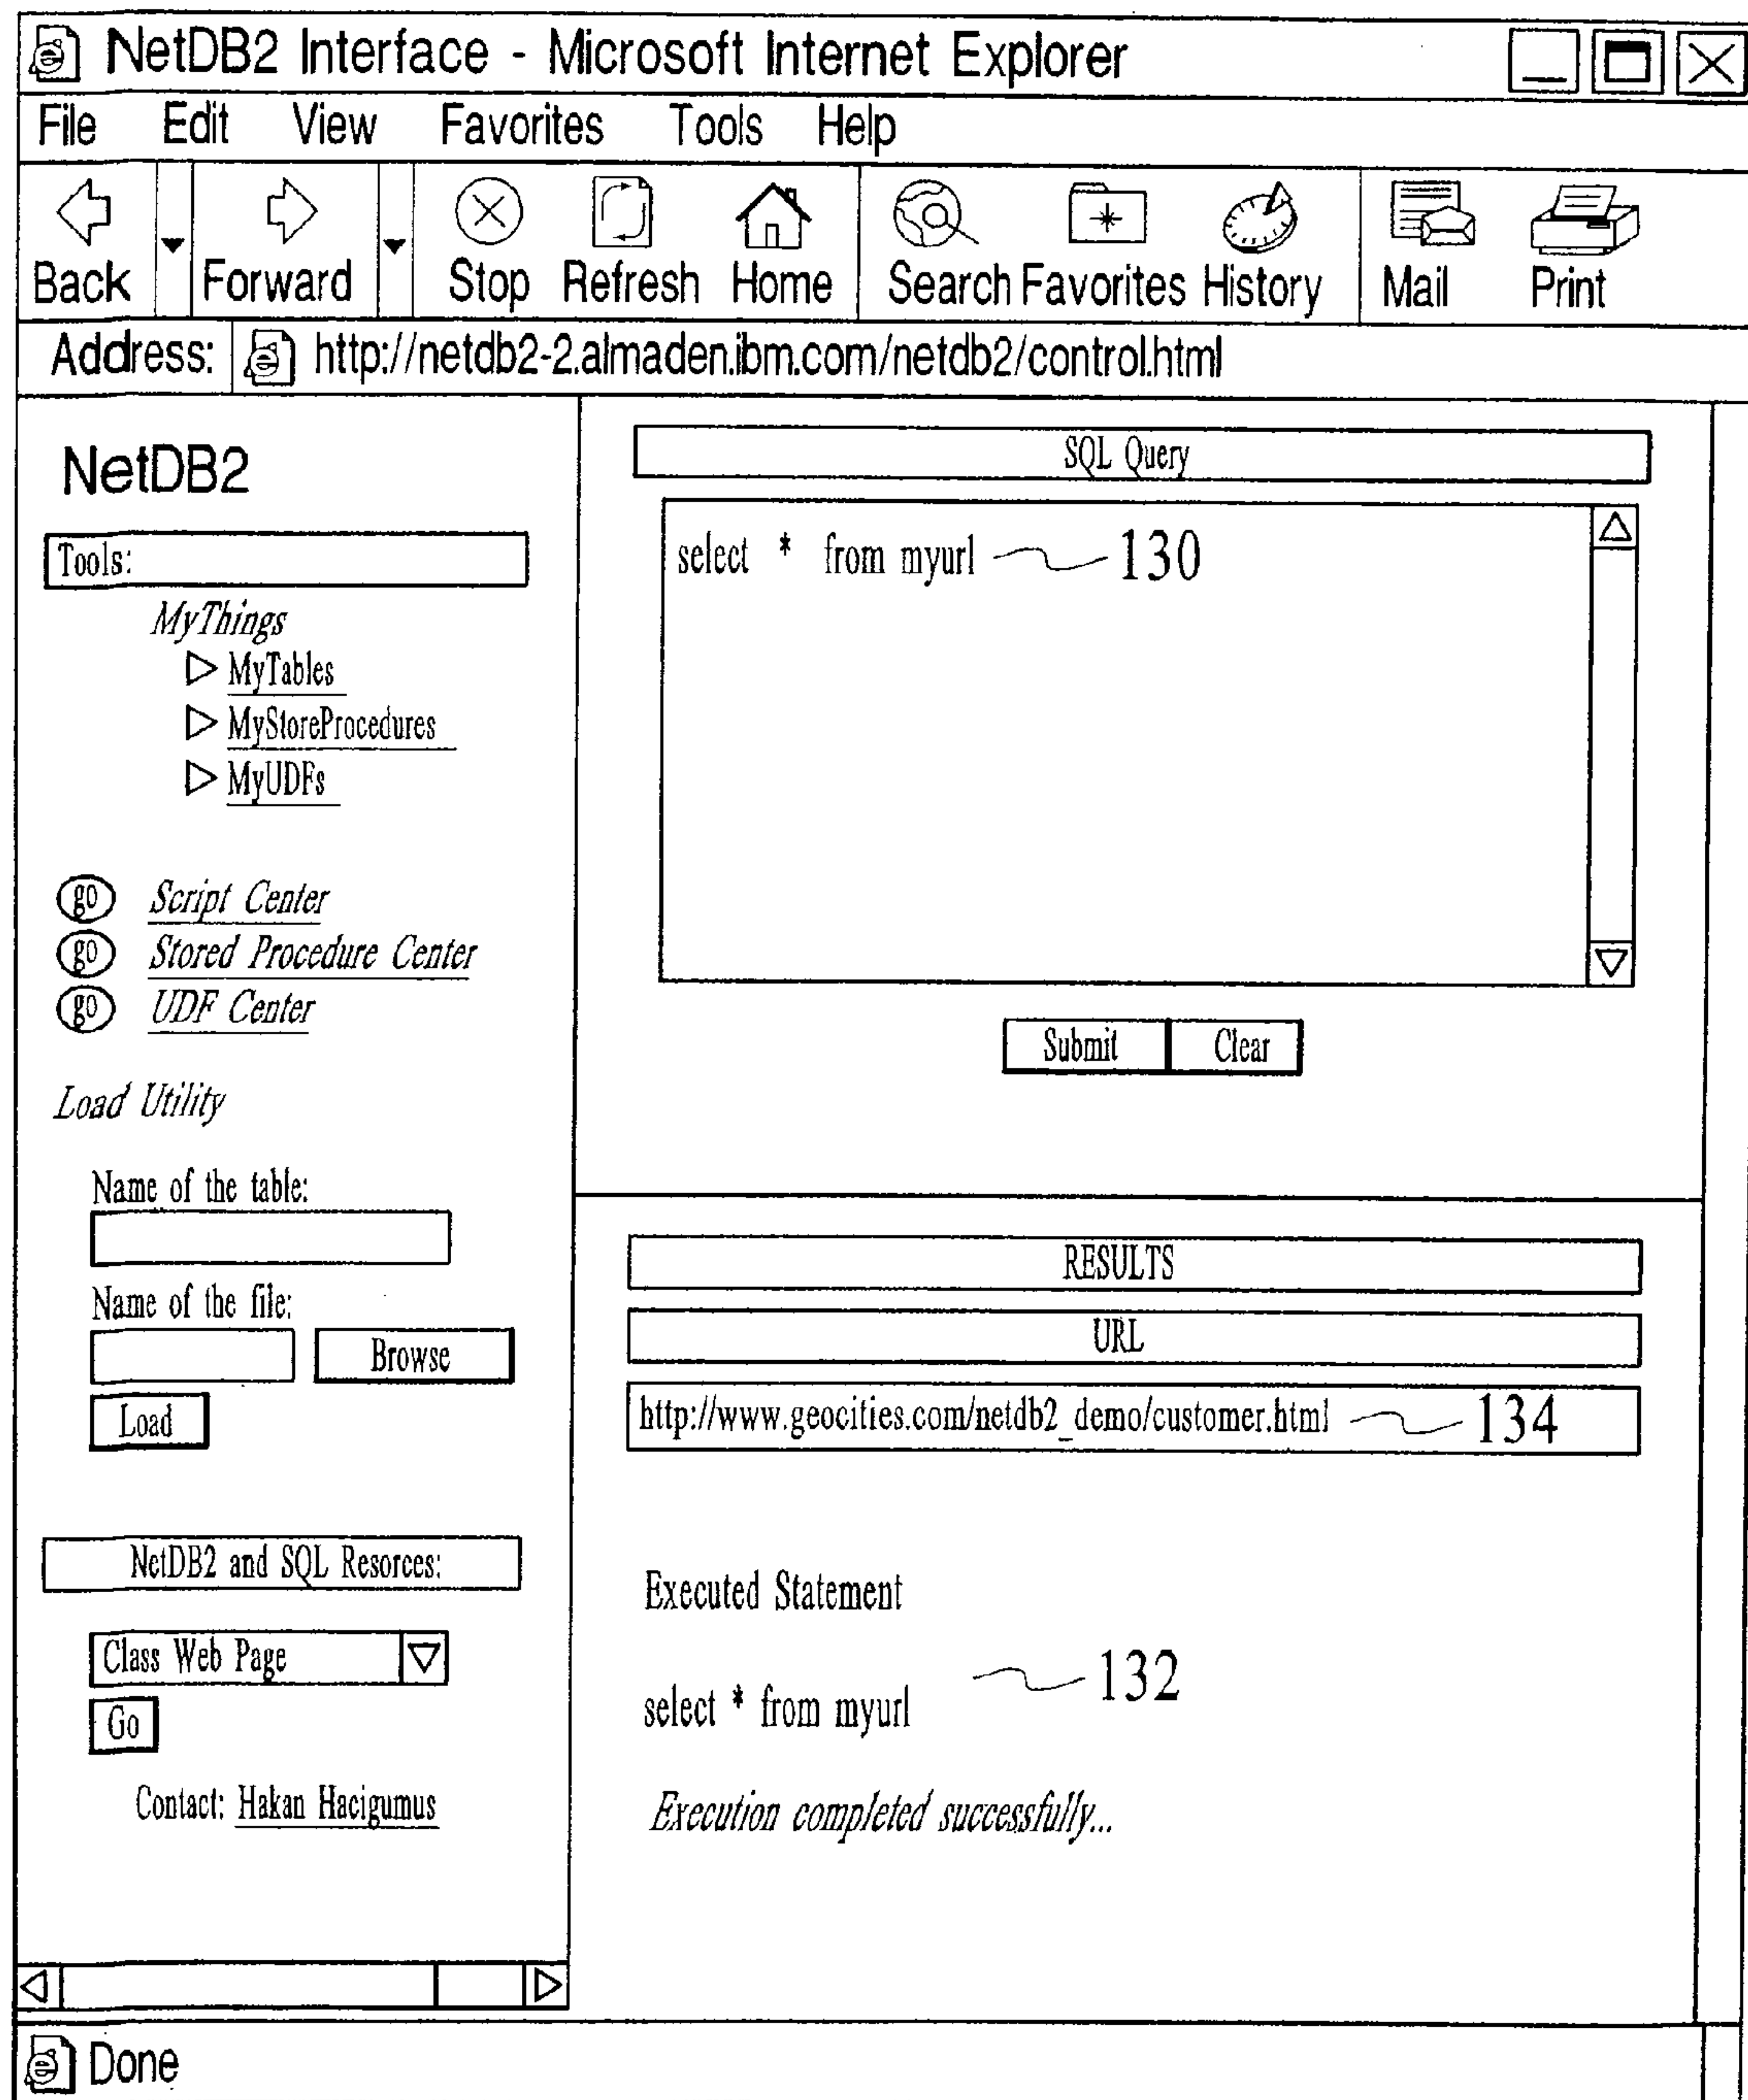 NetDB2 Interface - Microsoft Internet Explorer
File Edit View Favorites Tools Help
Back Forward Stop Refresh Home Search Favorites History Mail Print
Address: http://netdb2-2.almaden.ibm.com/netdb2/control.html
NetDB2
Tools:
MyThings
MyTables
MyStoreProcedures
MyUDFs
go Script Center
go Stored Procedure Center
go UDF Center
Load Utility
Name of the table:
Name of the file:
Browse
Load
NetDB2 and SQL Resorces:
Class Web Page
Go
Contact: Hakan Hacigumus
SQL Query
select * from myurl 130
Submit Clear
RESULTS
URL
http://www.geocities.com/netdb2_demo/customer.html 134
Executed Statement
132
select * from myurl
Execution completed successfully...
Done